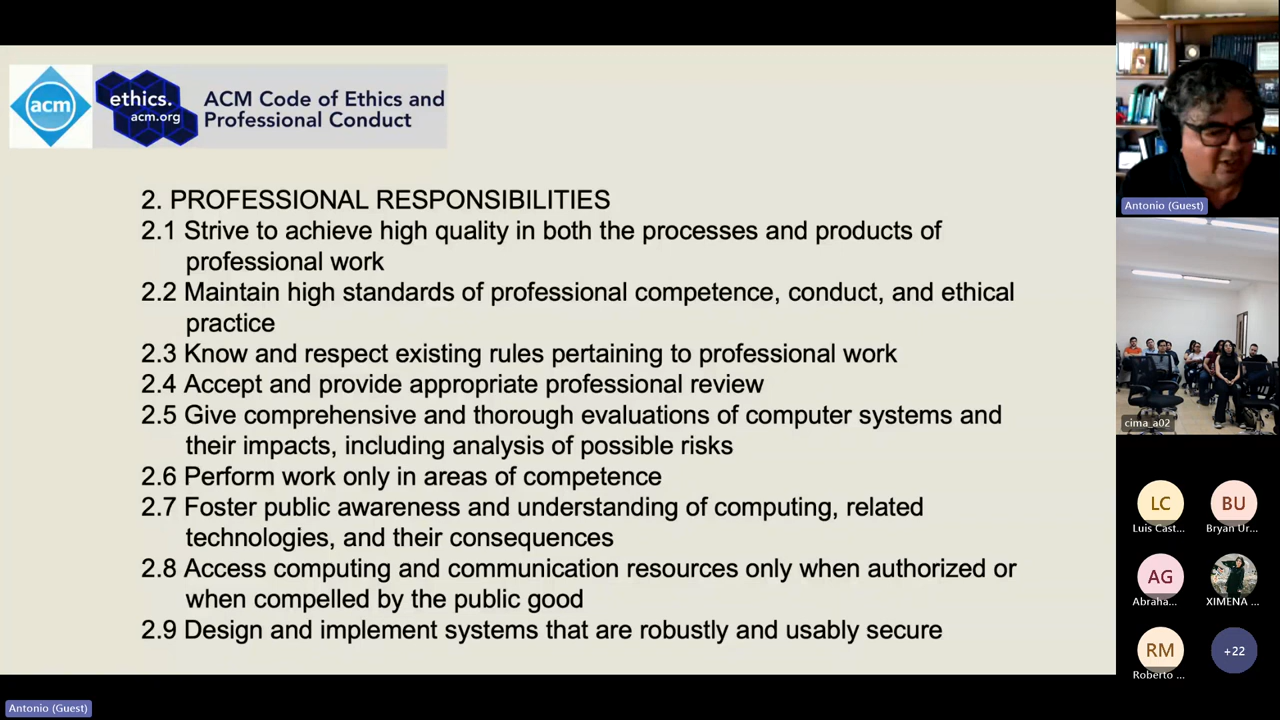 acm
ethics.
acm.org
ACM Code of Ethics and
Professional Conduct
2. PROFESSIONAL RESPONSIBILITIES
2.1 Strive to achieve high quality in both the processes and products of
professional work
2.2 Maintain high standards of professional competence, conduct, and ethical
practice
2.3 Know and respect existing rules pertaining to professional work
2.4 Accept and provide appropriate professional review
2.5 Give comprehensive and thorough evaluations of computer systems and
their impacts, including analysis of possible risks
2.6 Perform work only in areas of competence
2.7 Foster public awareness and understanding of computing, related
technologies, and their consequences
2.8 Access computing and communication resources only when authorized or
when compelled by the public good
2.9 Design and implement systems that are robustly and usably secure
Antonio (Guest)
Antonio (Guest)
cima_a02
LC
Luis Cast...
BU
Bryan Ur...
AG
Abraha...
XIMENA ...
RM
Roberto ...
+22